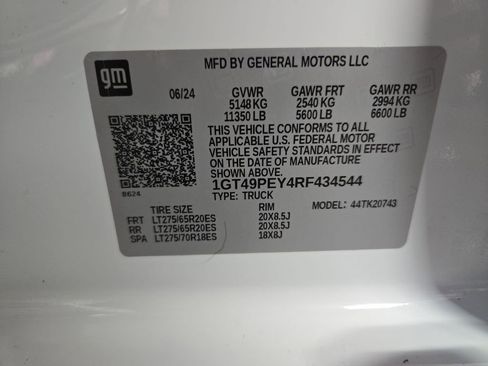 gm
MFD BY GENERAL MOTORS LLC
06/24 GVWR GAWR FRT GAWR RR
5148 KG 2540 KG 2994 KG
11350 LB 5600 LB 6600 LB
THIS VEHICLE CONFORMS TO ALL
APPLICABLE U.S. FEDERAL MOTOR
VEHICLE SAFETY STANDARDS IN EFFECT
ON THE DATE OF MANUFACTURE
SHOWN ABOVE.
1GT49PEY4RF434544
8624 TYPE: TRUCK
MODEL: 44TK20743
TIRE SIZE RIM
FRT LT275/65R20ES 20X8.5J
RR LT275/65R20ES 20X8.5J
SPA LT275/70R18ES 18X8J